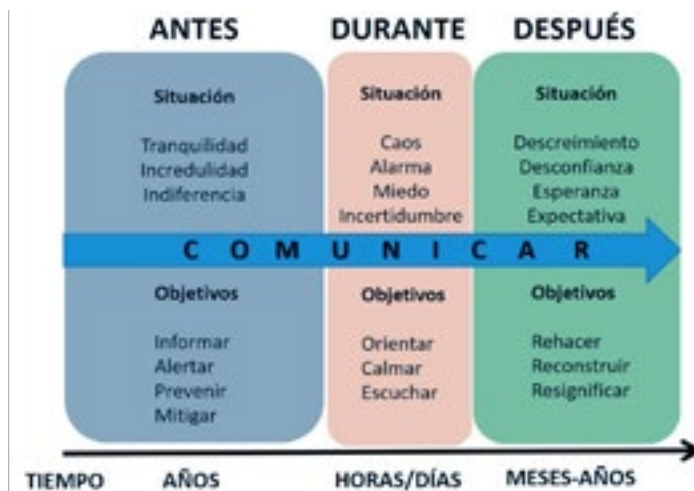 ANTES
DURANTE
DESPUÉS
Situación
Tranquilidad
Incredulidad
Indiferencia
Situación
Caos
Alarma
Miedo
Incertidumbre
Situación
Descreimiento
Desconfianza
Esperanza
Expectativa
COMUNICAR
Objetivos
Informar
Alertar
Prevenir
Mitigar
Objetivos
Orientar
Calmar
Escuchar
Objetivos
Rehacer
Reconstruir
Resignificar
TIEMPO
AÑOS
HORAS/DÍAS
MESES-AÑOS